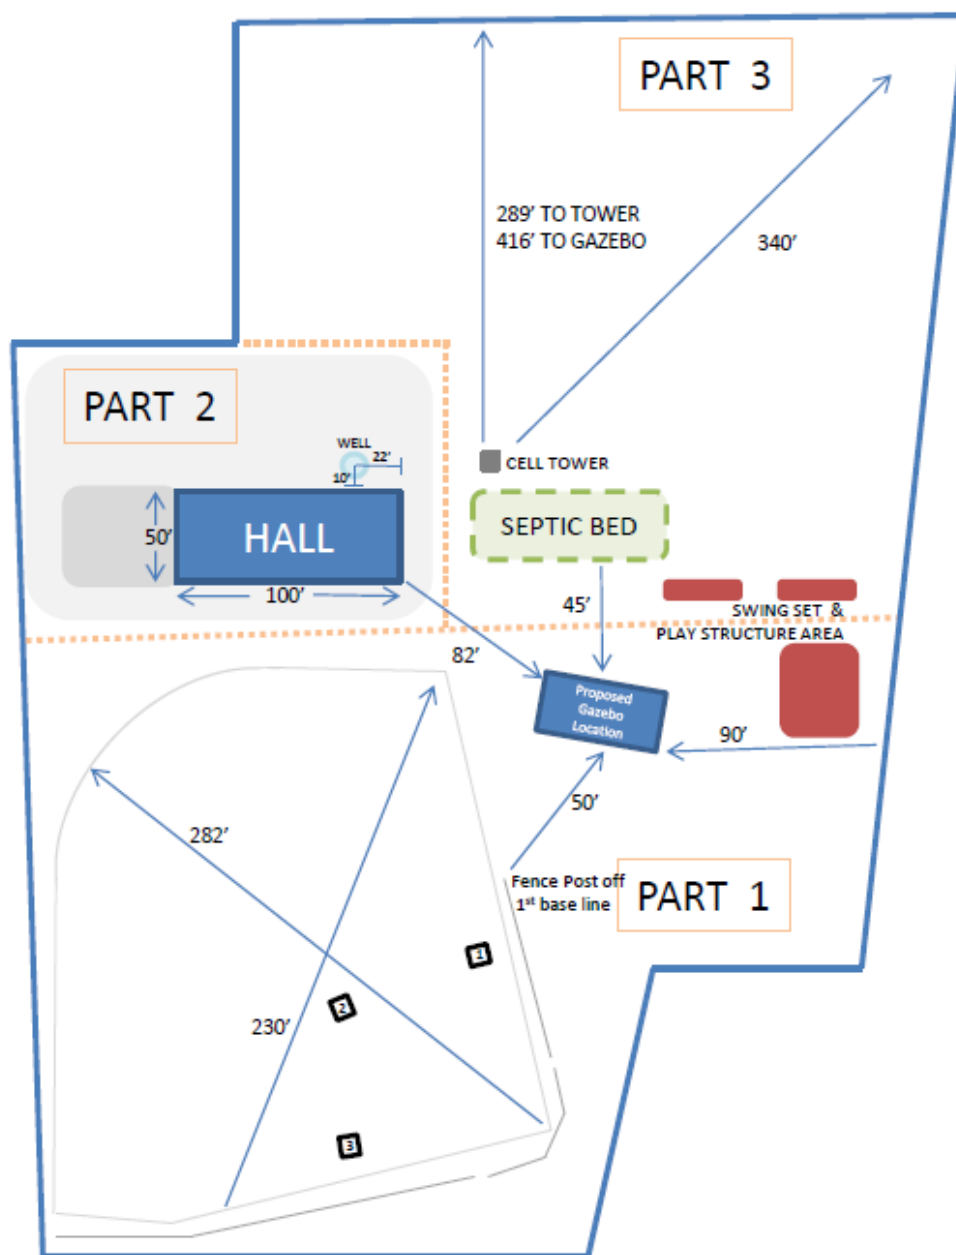 PART 3
289’ TO TOWER
416’ TO GAZEBO
340’
PART 2
WELL
22’
10’
CELL TOWER
50’
HALL
SEPTIC BED
100’
45’
SWING SET &
PLAY STRUCTURE AREA
82’
Proposed
Gazebo
Location
90’
50’
282’
Fence Post off
1st base line
PART 1
1
2
230’
3